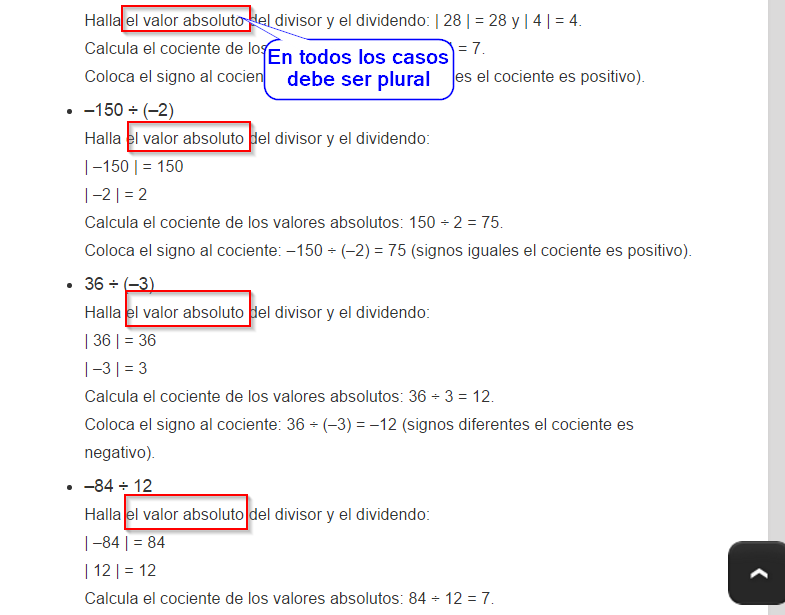 Halla el valor absoluto del divisor y el dividendo: | 28 | = 28 y | 4 | = 4.
Calcula el cociente de los = 7.
Coloca el signo al cocien es el cociente es positivo).
En todos los casos
debe ser plural
• –150 ÷ (–2)
Halla el valor absoluto del divisor y el dividendo:
| –150 | = 150
| –2 | = 2
Calcula el cociente de los valores absolutos: 150 ÷ 2 = 75.
Coloca el signo al cociente: –150 ÷ (–2) = 75 (signos iguales el cociente es positivo).
• 36 ÷ (–3)
Halla el valor absoluto del divisor y el dividendo:
| 36 | = 36
| –3 | = 3
Calcula el cociente de los valores absolutos: 36 ÷ 3 = 12.
Coloca el signo al cociente: 36 ÷ (–3) = –12 (signos diferentes el cociente es
negativo).
• –84 ÷ 12
Halla el valor absoluto del divisor y el dividendo:
| –84 | = 84
| 12 | = 12
Calcula el cociente de los valores absolutos: 84 ÷ 12 = 7.